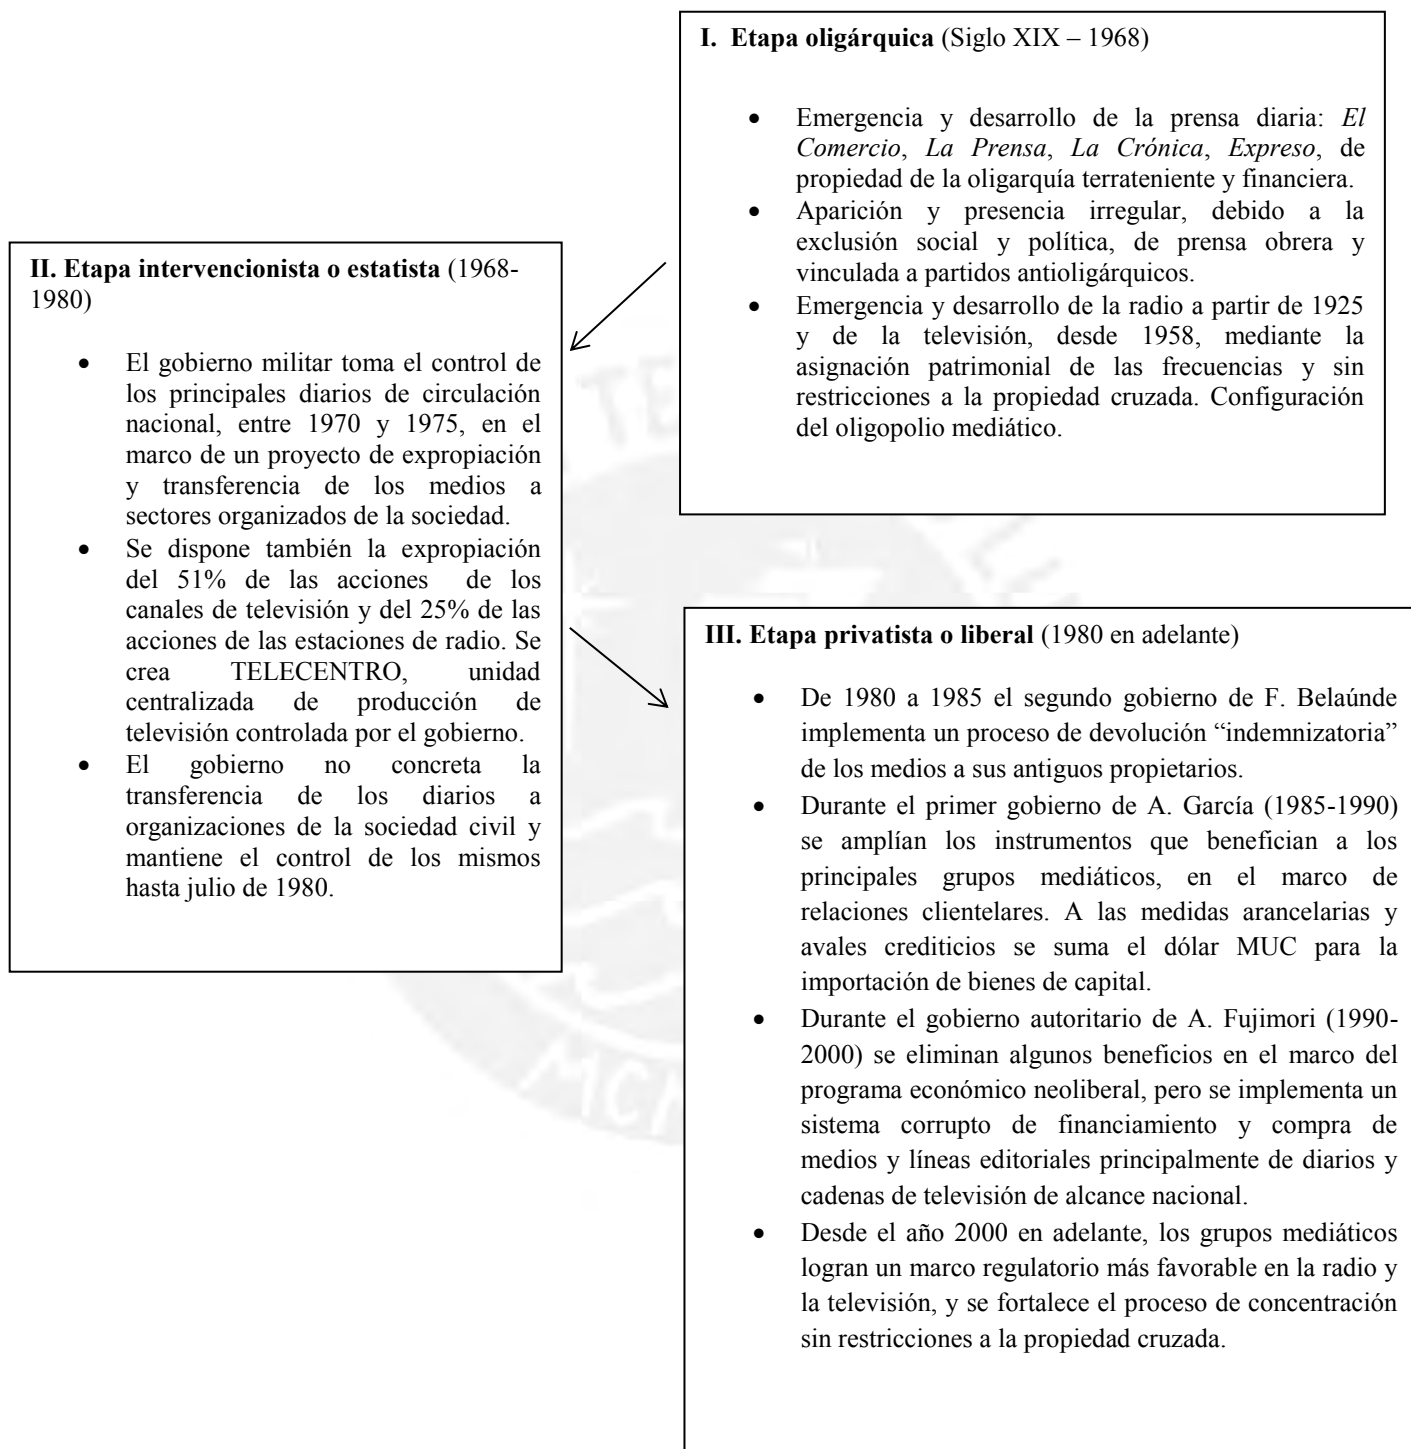 I. Etapa oligárquica (Siglo XIX – 1968)
• Emergencia y desarrollo de la prensa diaria: El
Comercio, La Prensa, La Crónica, Expreso, de
propiedad de la oligarquía terrateniente y financiera.
• Aparición y presencia irregular, debido a la
exclusión social y política, de prensa obrera y
vinculada a partidos antioligárquicos.
• Emergencia y desarrollo de la radio a partir de 1925
y de la televisión, desde 1958, mediante la
asignación patrimonial de las frecuencias y sin
restricciones a la propiedad cruzada. Configuración
del oligopolio mediático.
II. Etapa intervencionista o estatista (1968-
1980)
• El gobierno militar toma el control de
los principales diarios de circulación
nacional, entre 1970 y 1975, en el
marco de un proyecto de expropiación
y transferencia de los medios a
sectores organizados de la sociedad.
• Se dispone también la expropiación
del 51% de las acciones de los
canales de televisión y del 25% de las
acciones de las estaciones de radio. Se
crea TELECENTRO, unidad
centralizada de producción de
televisión controlada por el gobierno.
• El gobierno no concreta la
transferencia de los diarios a
organizaciones de la sociedad civil y
mantiene el control de los mismos
hasta julio de 1980.
III. Etapa privatista o liberal (1980 en adelante)
• De 1980 a 1985 el segundo gobierno de F. Belaúnde
implementa un proceso de devolución “indemnizatoria”
de los medios a sus antiguos propietarios.
• Durante el primer gobierno de A. García (1985-1990)
se amplían los instrumentos que benefician a los
principales grupos mediáticos, en el marco de
relaciones clientelares. A las medidas arancelarias y
avales crediticios se suma el dólar MUC para la
importación de bienes de capital.
• Durante el gobierno autoritario de A. Fujimori (1990-
2000) se eliminan algunos beneficios en el marco del
programa económico neoliberal, pero se implementa un
sistema corrupto de financiamiento y compra de
medios y líneas editoriales principalmente de diarios y
cadenas de televisión de alcance nacional.
• Desde el año 2000 en adelante, los grupos mediáticos
logran un marco regulatorio más favorable en la radio y
la televisión, y se fortalece el proceso de concentración
sin restricciones a la propiedad cruzada.